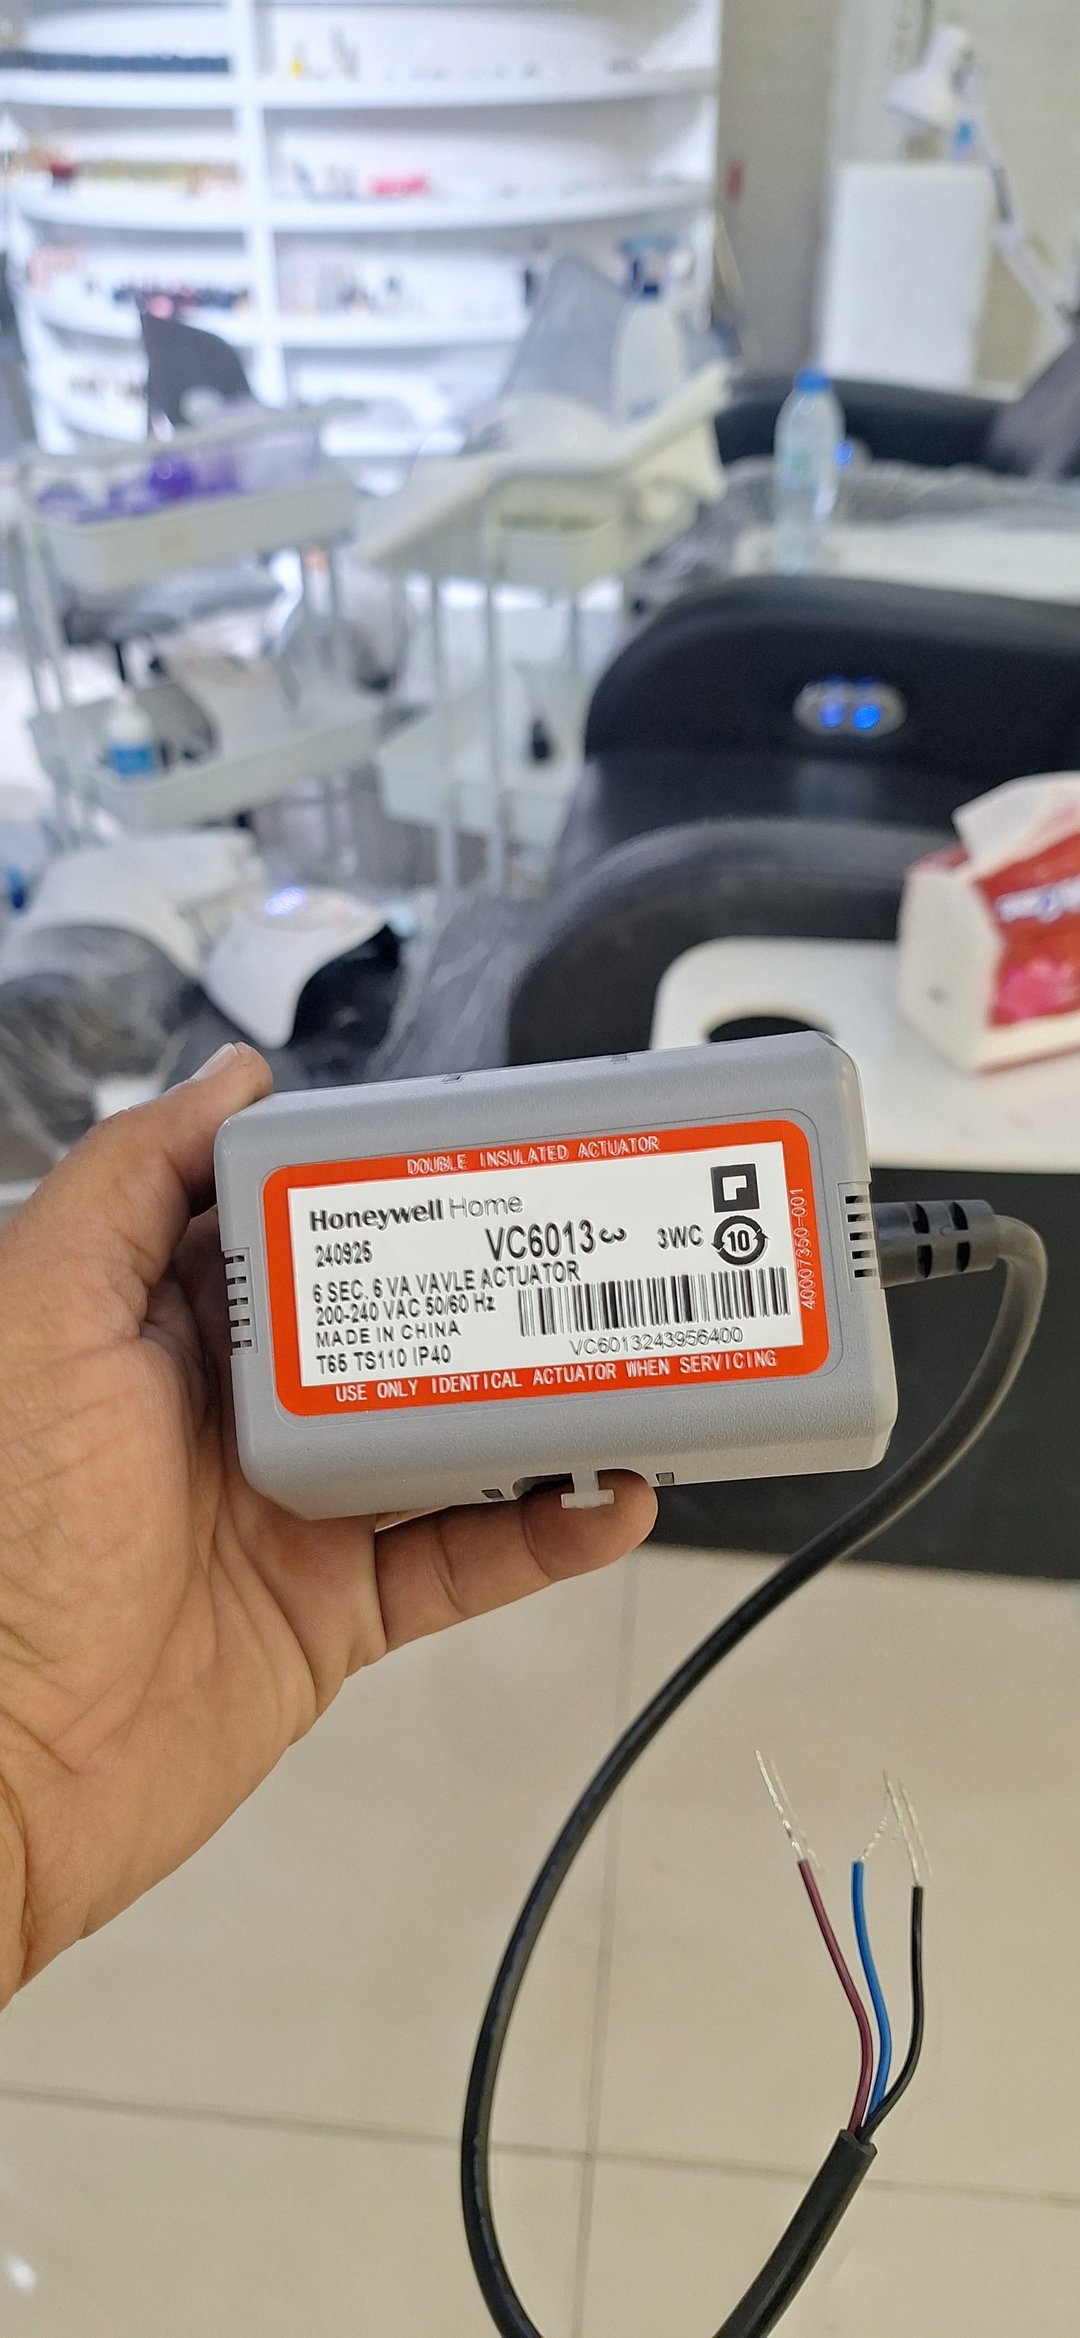 DOUBLE INSULATED ACTUATOR
Honeywell Home
240925
VC6013
3WC
10
6 SEC, 6 VA VAVLE ACTUATOR
200-240 VAC 50/60 Hz
MADE IN CHINA
T65 TS110 IP40
VC6013243956400
40007350-001
USE ONLY IDENTICAL ACTUATOR WHEN SERVICING